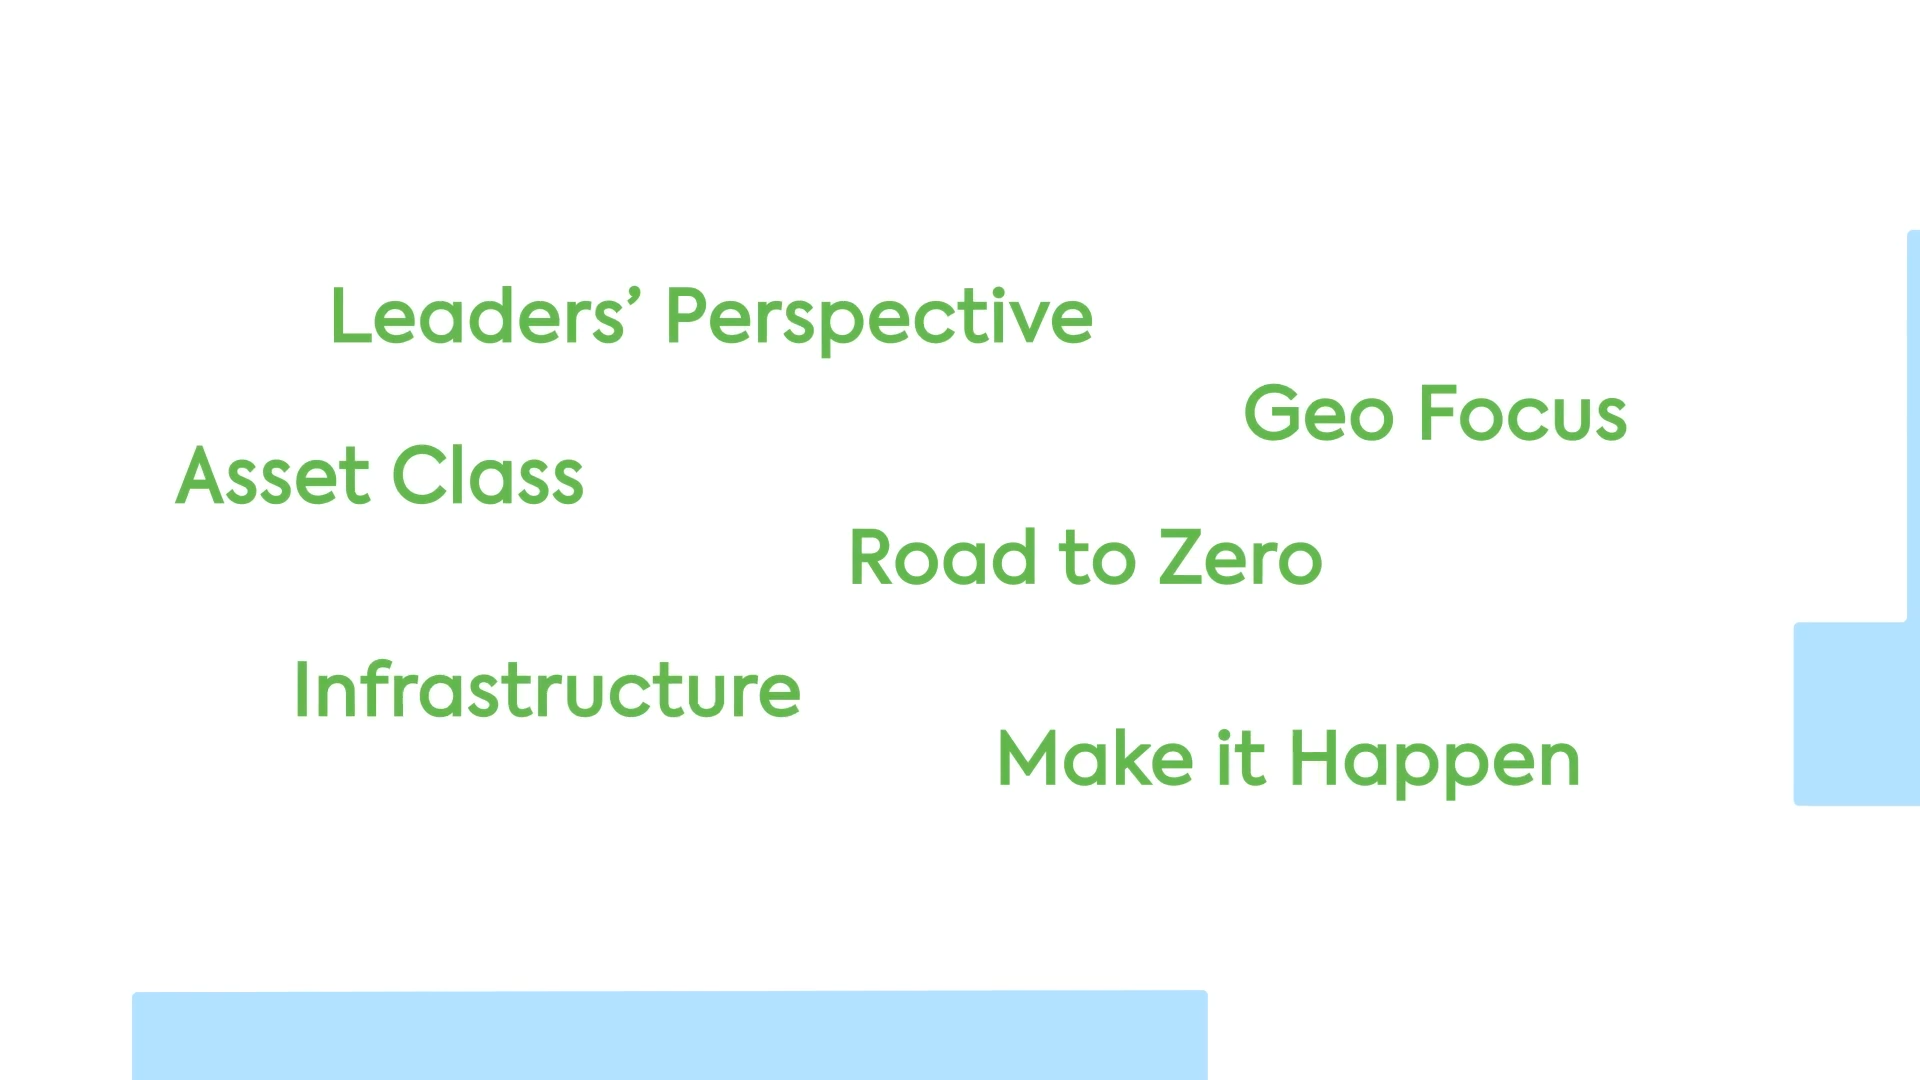 Leaders’ Perspective
Geo Focus
Asset Class
Road to Zero
Infrastructure
Make it Happen